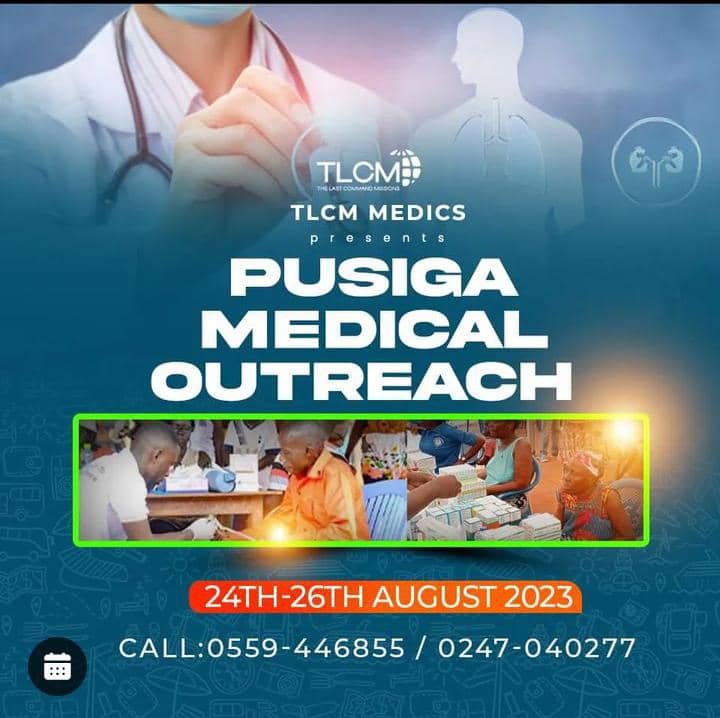 TLCM
THE LAST COMMAND MISSIONS
TLCM MEDICS
presents
PUSIGA
MEDICAL
OUTREACH
24TH-26TH AUGUST 2023
CALL:0559-446855 / 0247-040277